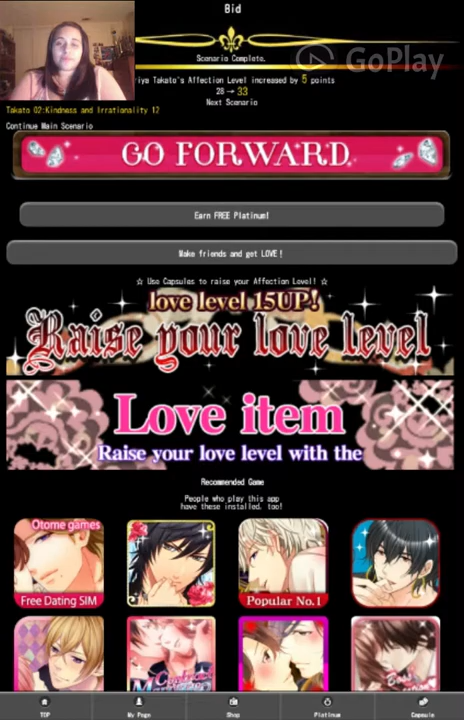 Bid
GoPlay
Scenario Complete.
riya Takato's Affection Level increased by 5 points
28 → 33
Next Scenario
Takato 02:Kindness and Irrationality 12
Continue Main Scenario
GO FORWARD
Earn FREE Platinum!
Make friends and get LOVE!
☆ Use Capsules to raise your Affection Level! ☆
love level 15UP!
Raise your love level
Love item
Raise your love level with the
Recommended Game
People who play this app
have these installed, too!
Otome games
Free Dating SIM
Popular No.1
Contract
Boss
TOP
My Page
Shop
Platinum
Capsule